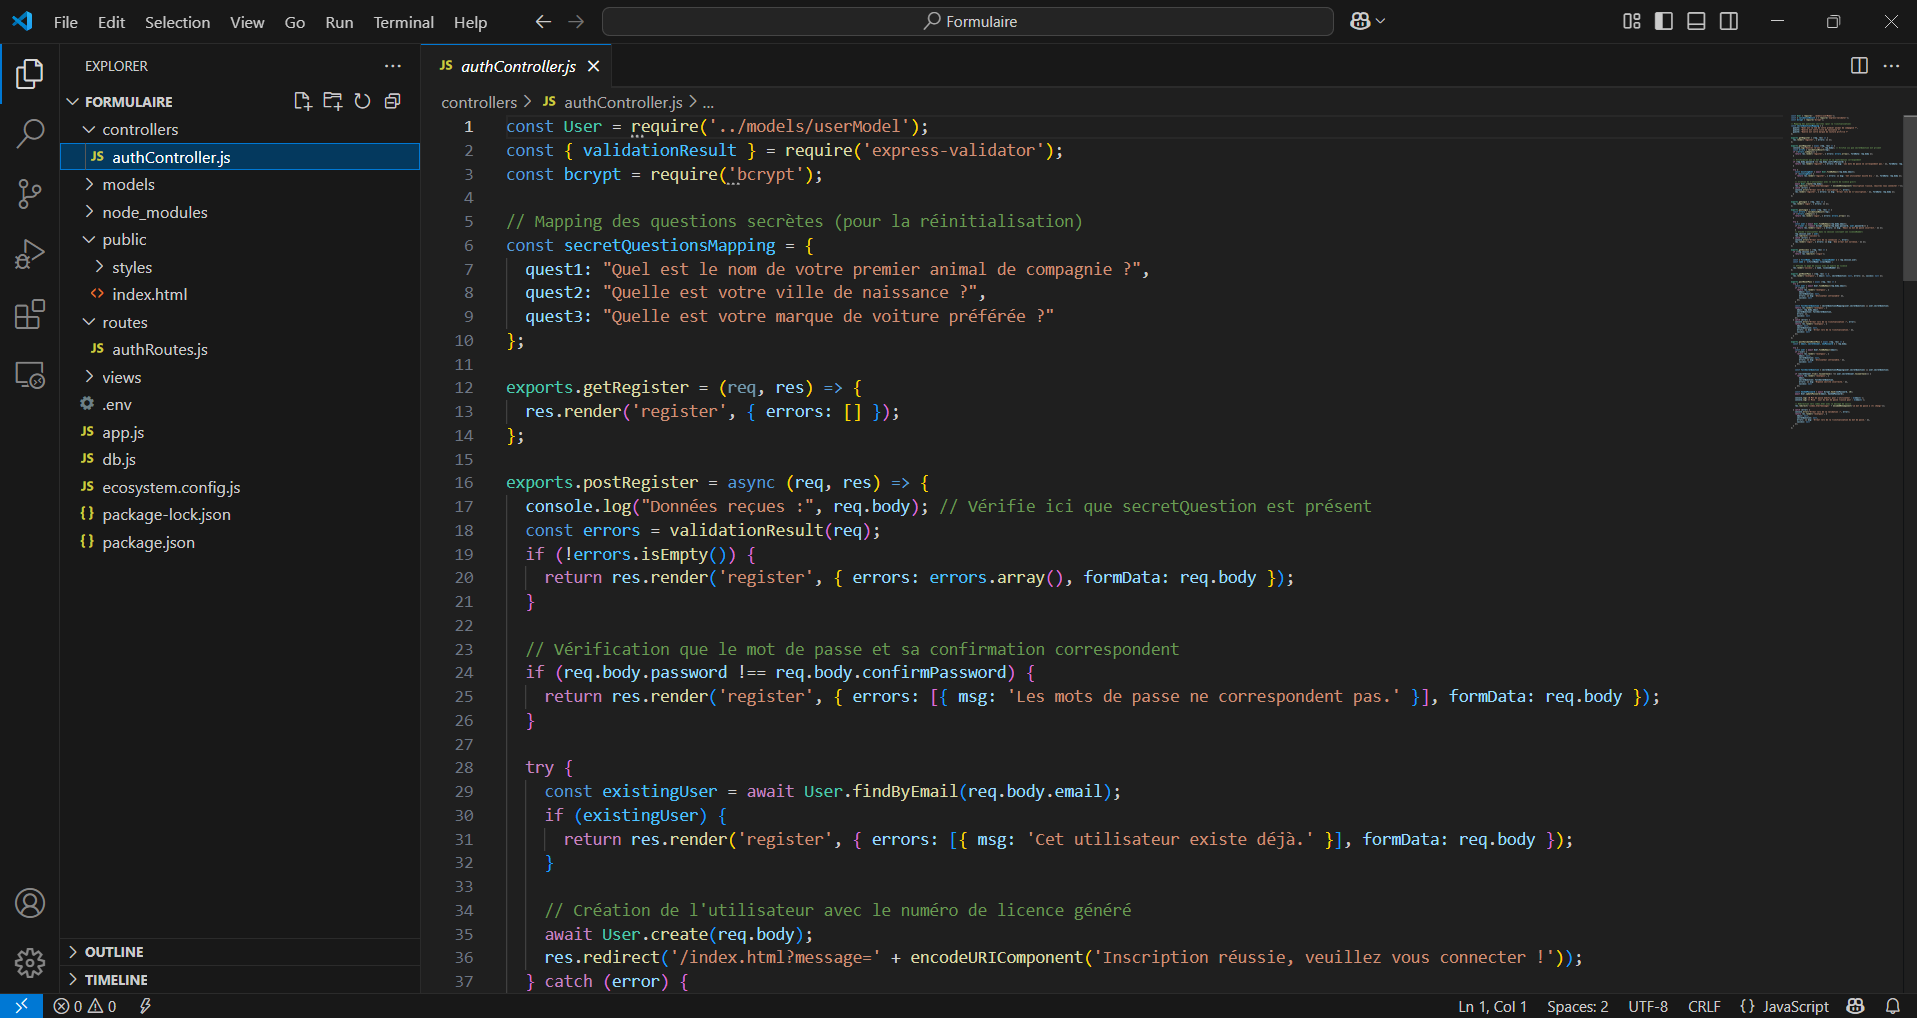 File Edit Selection View Go Run Terminal Help
Formulaire
EXPLORER
FORMULAIRE
controllers
JS authController.js
models
node_modules
public
styles
<> index.html
routes
JS authRoutes.js
views
.env
JS app.js
JS db.js
JS ecosystem.config.js
{} package-lock.json
{} package.json
OUTLINE
TIMELINE
JS authController.js
controllers > JS authController.js > ...
1 const User = require('../models/userModel');
2 const { validationResult } = require('express-validator');
3 const bcrypt = require('bcrypt');
4
5 // Mapping des questions secrètes (pour la réinitialisation)
6 const secretQuestionsMapping = {
7 quest1: "Quel est le nom de votre premier animal de compagnie ?",
8 quest2: "Quelle est votre ville de naissance ?",
9 quest3: "Quelle est votre marque de voiture préférée ?"
10 };
11
12 exports.getRegister = (req, res) => {
13 res.render('register', { errors: [] });
14 };
15
16 exports.postRegister = async (req, res) => {
17 console.log("Données reçues :", req.body); // Vérifie ici que secretQuestion est présent
18 const errors = validationResult(req);
19 if (!errors.isEmpty()) {
20 return res.render('register', { errors: errors.array(), formData: req.body });
21 }
22
23 // Vérification que le mot de passe et sa confirmation correspondent
24 if (req.body.password !== req.body.confirmPassword) {
25 return res.render('register', { errors: [{ msg: 'Les mots de passe ne correspondent pas.' }], formData: req.body });
26 }
27
28 try {
29 const existingUser = await User.findByEmail(req.body.email);
30 if (existingUser) {
31 return res.render('register', { errors: [{ msg: 'Cet utilisateur existe déjà.' }], formData: req.body });
32 }
33
34 // Création de l'utilisateur avec le numéro de licence généré
35 await User.create(req.body);
36 res.redirect('/index.html?message=' + encodeURIComponent('Inscription réussie, veuillez vous connecter !'));
37 } catch (error) {
0 0
Ln 1, Col 1 Spaces: 2 UTF-8 CRLF {} JavaScript